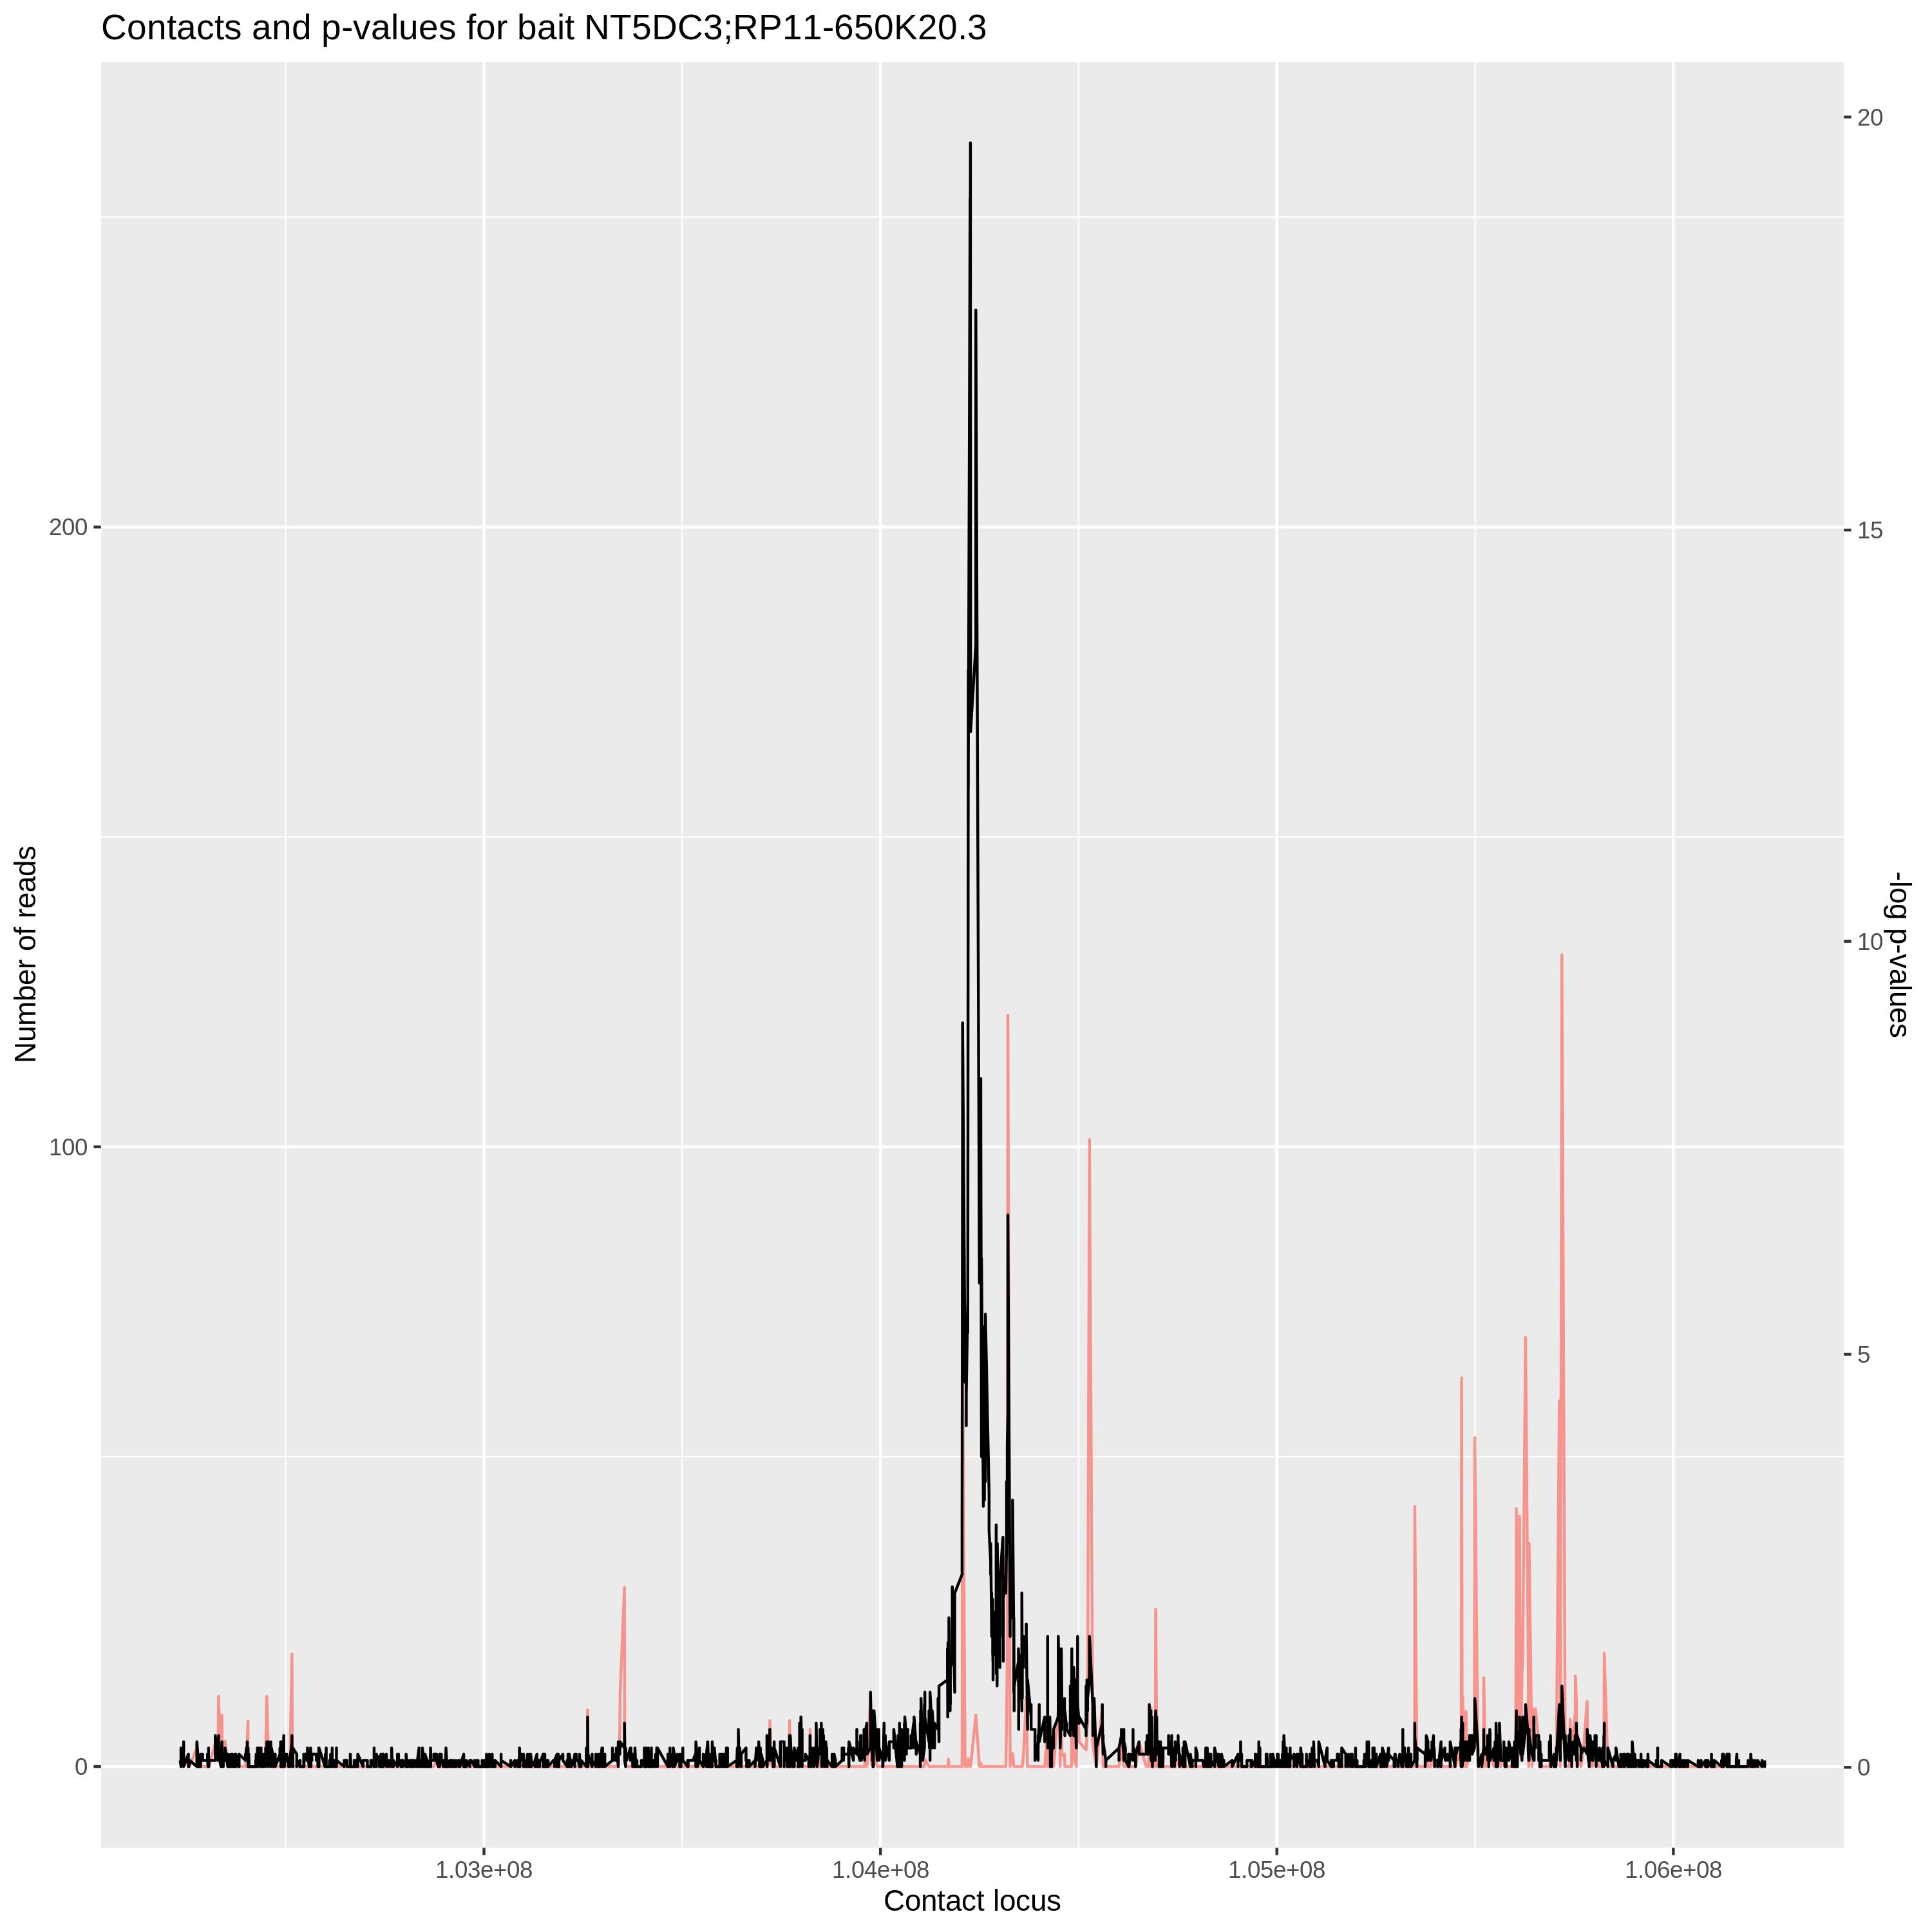 Contacts and p-values for bait NT5DC3;RP11-650K20.3
Number of reads
200
100
0
20
15
10
5
0
-log p-values
1.03e+08
1.04e+08
1.05e+08
1.06e+08
Contact locus